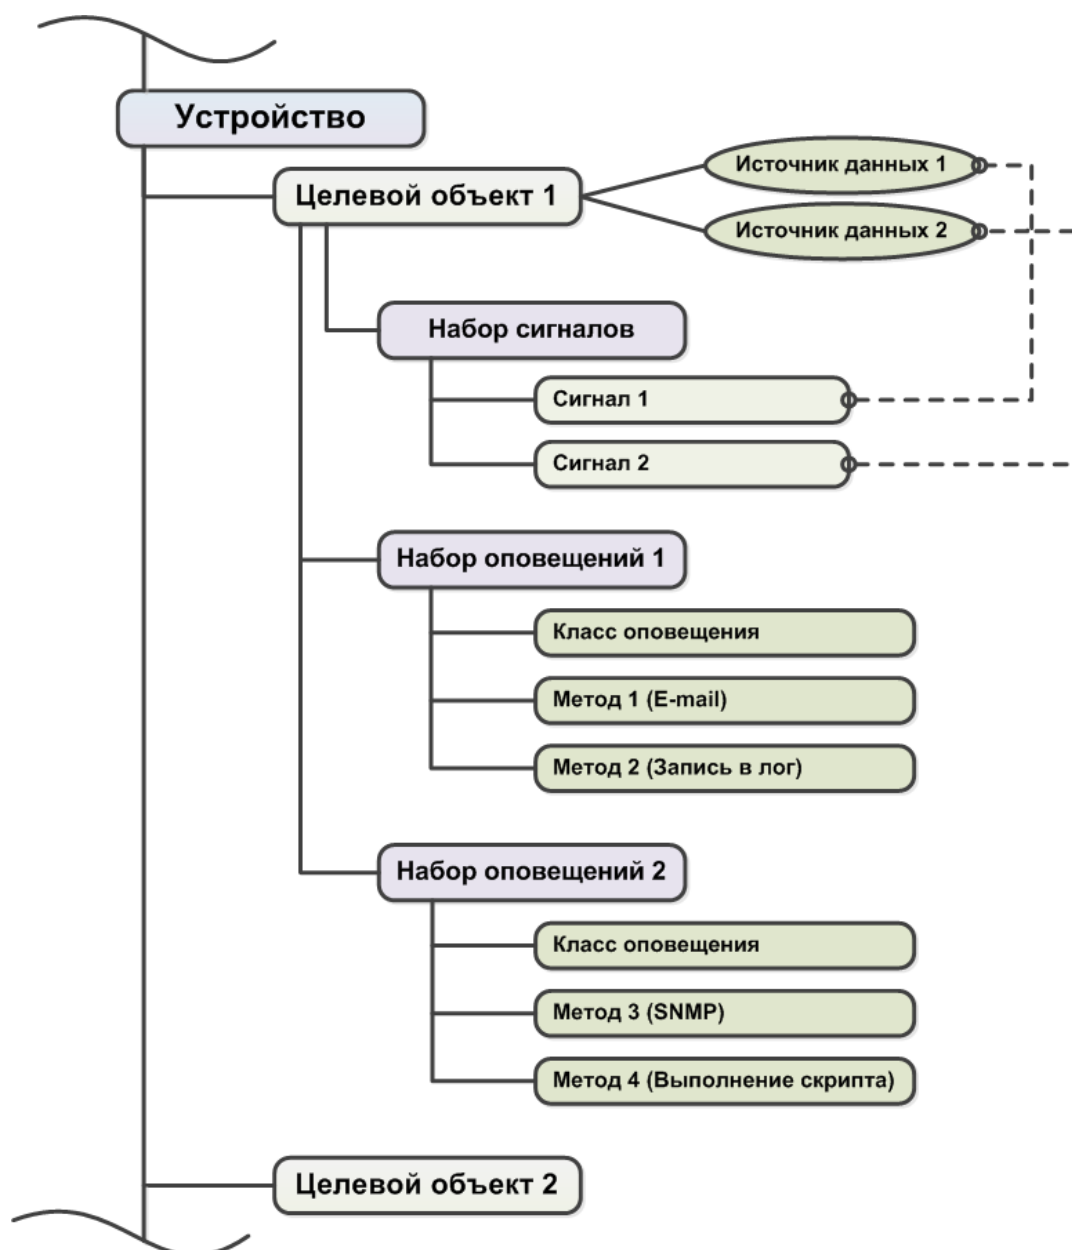 Устройство
Целевой объект 1
Источник данных 1
Источник данных 2
Набор сигналов
Сигнал 1
Сигнал 2
Набор оповещений 1
Класс оповещения
Метод 1 (E-mail)
Метод 2 (Запись в лог)
Набор оповещений 2
Класс оповещения
Метод 3 (SNMP)
Метод 4 (Выполнение скрипта)
Целевой объект 2